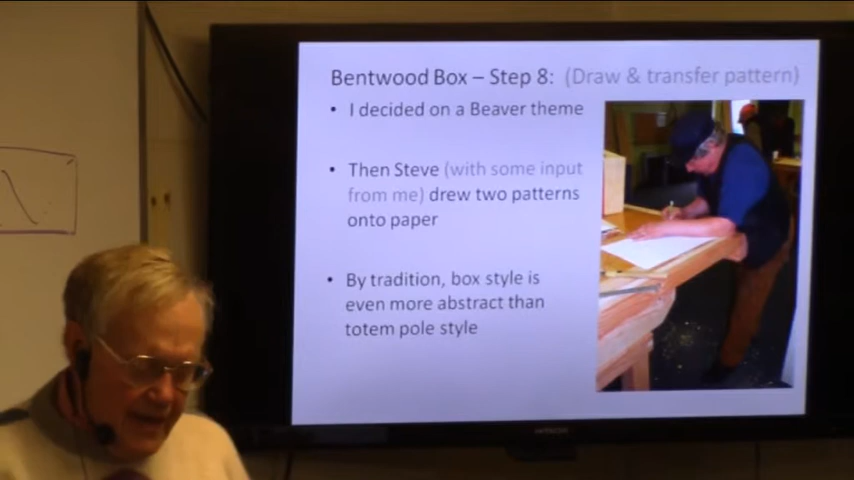 Bentwood Box – Step 8: (Draw & transfer pattern)
• I decided on a Beaver theme
• Then Steve (with some input
from me) drew two patterns
onto paper
• By tradition, box style is
even more abstract than
totem pole style
HITACHI